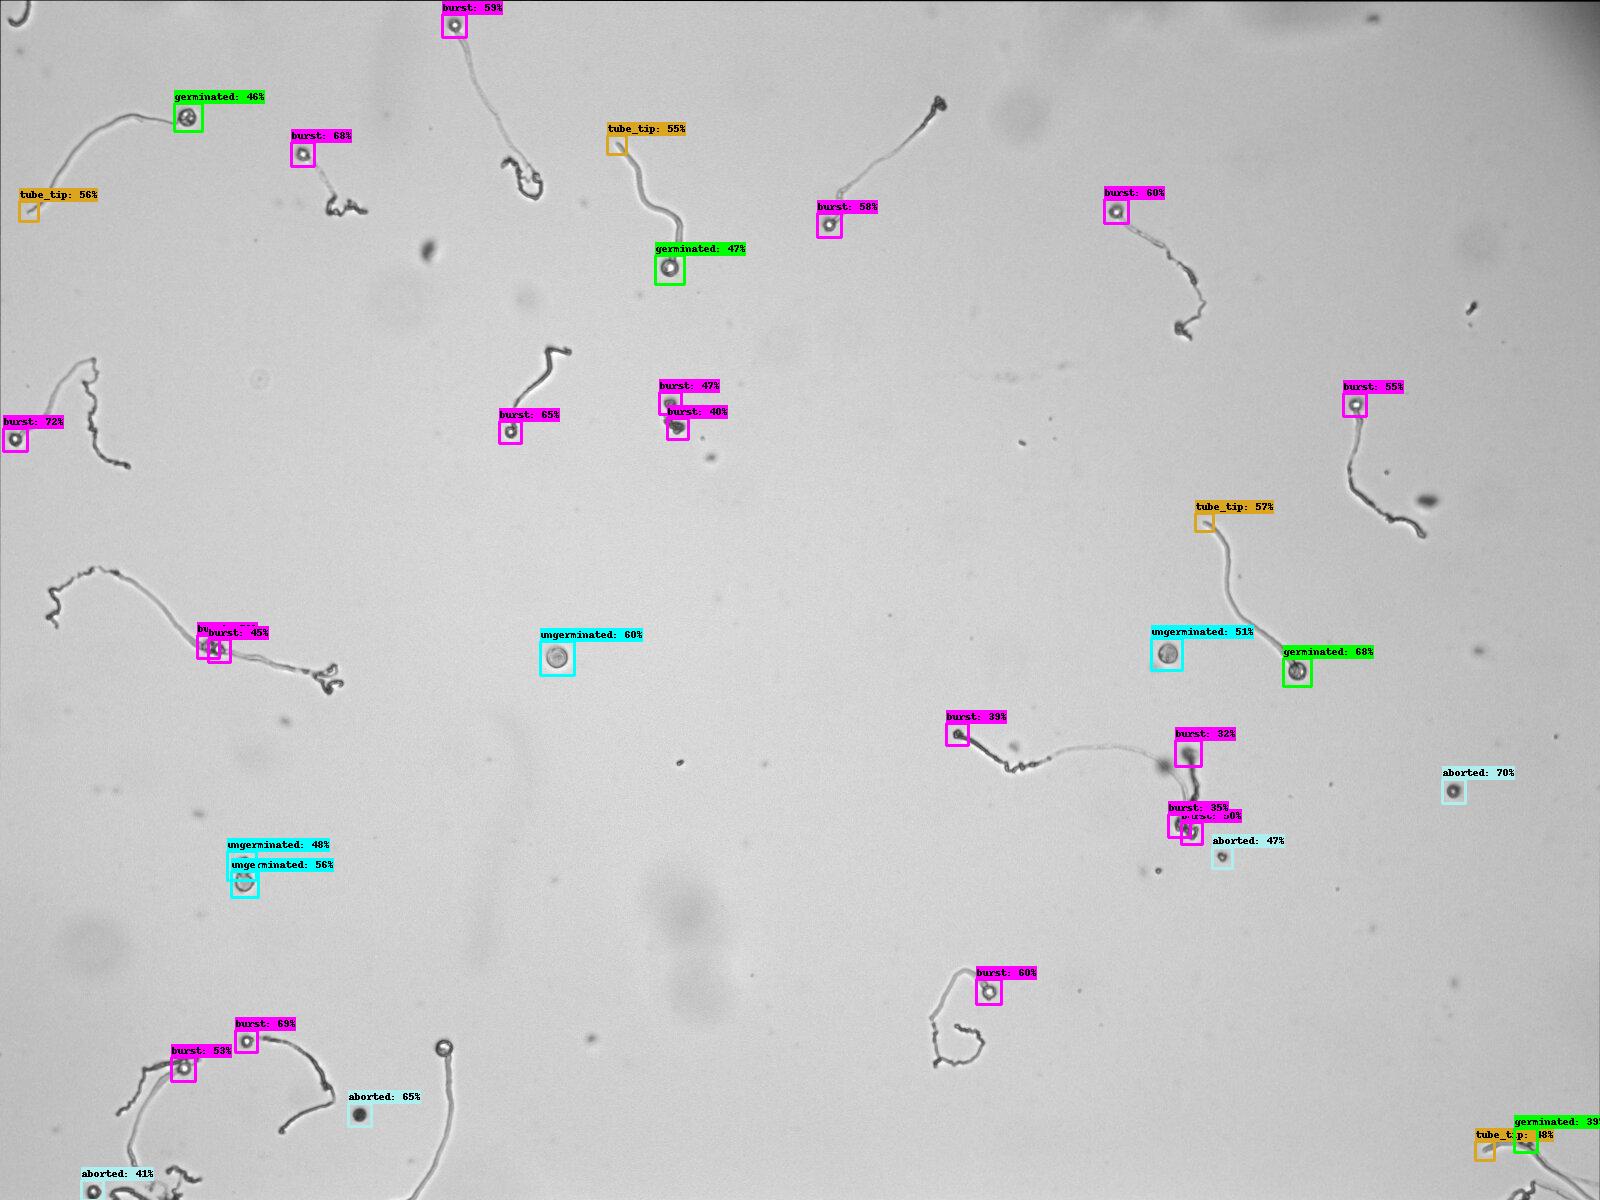 burst: 59%
germinated: 46%
tube_tip: 55%
burst: 68%
tube_tip: 56%
burst: 60%
burst: 58%
germinated: 47%
burst: 47%
burst: 55%
burst: 40%
burst: 65%
burst: 72%
tube_tip: 57%
burst: 45%
ungerminated: 60%
ungerminated: 51%
germinated: 68%
burst: 39%
burst: 32%
aborted: 70%
burst: 35%
aborted: 47%
ungerminated: 48%
ungerminated: 56%
burst: 60%
burst: 69%
burst: 53%
aborted: 65%
germinated: 39
tube_tip:
aborted: 41%